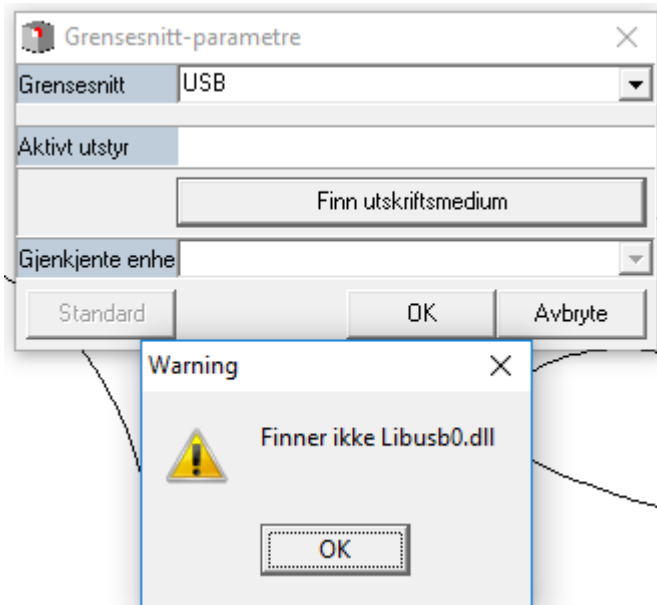 Grensesnitt-parametre
Grensesnitt USB
Aktivt utstyr
Finn utskriftsmedium
Gjenkjente enhe
Standard OK Avbryte
Warning
Finner ikke Libusb0.dll
OK